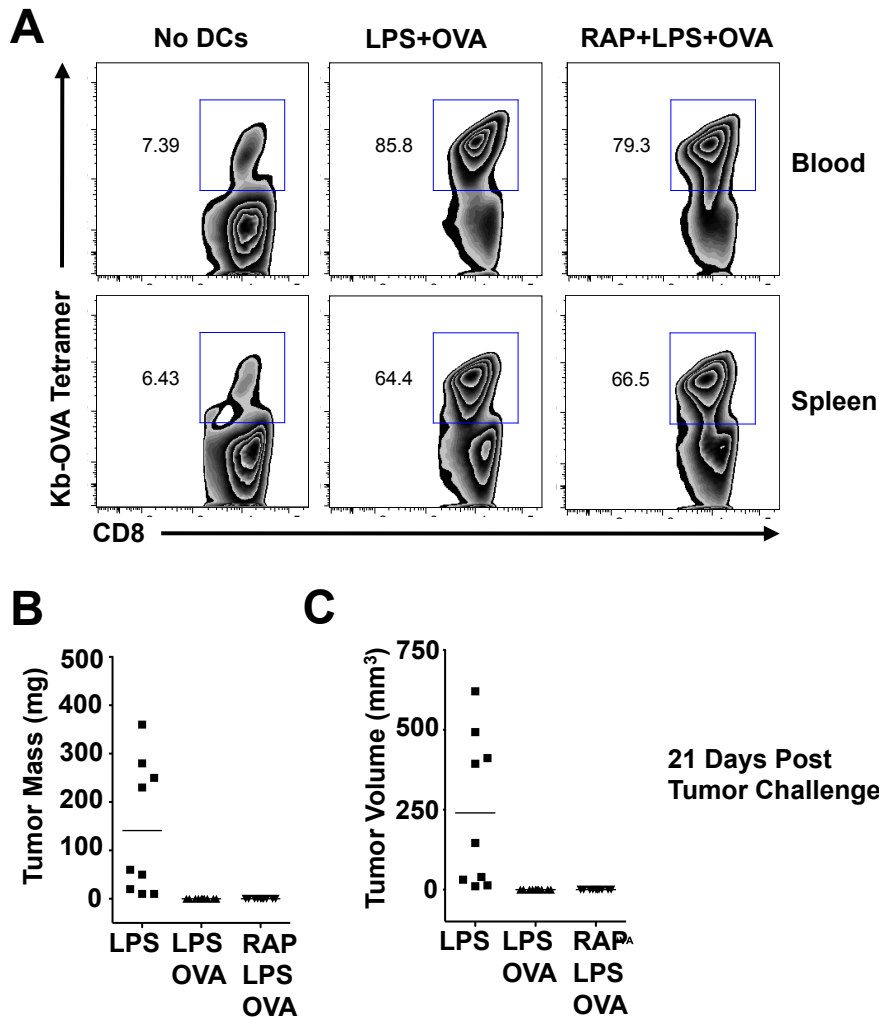 A
No DCs
LPS+OVA
RAP+LPS+OVA
Kb-OVA Tetramer
7.39
85.8
79.3
Blood
6.43
64.4
66.5
Spleen
CD8
B
Tumor Mass (mg)
500
400
300
200
100
0
LPS
LPS
OVA
RAP
LPS
OVA
C
Tumor Volume (mm³)
750
500
250
0
LPS
LPS
OVA
RAP
LPS
OVA
21 Days Post
Tumor Challenge